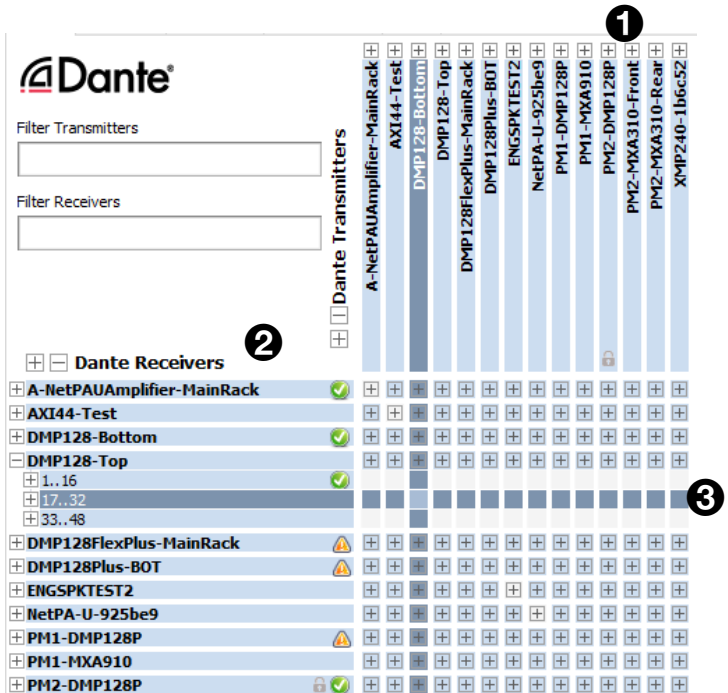 1
Dante®
Filter Transmitters
Filter Receivers
Dante Transmitters
A-NetPAUAmplifier-MainRack
AXI44-Test
DMP128-Bottom
DMP128-Top
DMP128FlexPlus-MainRack
DMP128Plus-BOT
ENGSPKTEST2
NetPA-U-925be9
PM1-DMP128P
PM1-MXA910
PM2-DMP128P
PM2-MXA310-Front
PM2-MXA310-Rear
XMP240-1b6c52
2
Dante Receivers
A-NetPAUAmplifier-MainRack
AXI44-Test
DMP128-Bottom
DMP128-Top
1..16
17..32
3
33..48
DMP128FlexPlus-MainRack
DMP128Plus-BOT
ENGSPKTEST2
NetPA-U-925be9
PM1-DMP128P
PM1-MXA910
PM2-DMP128P